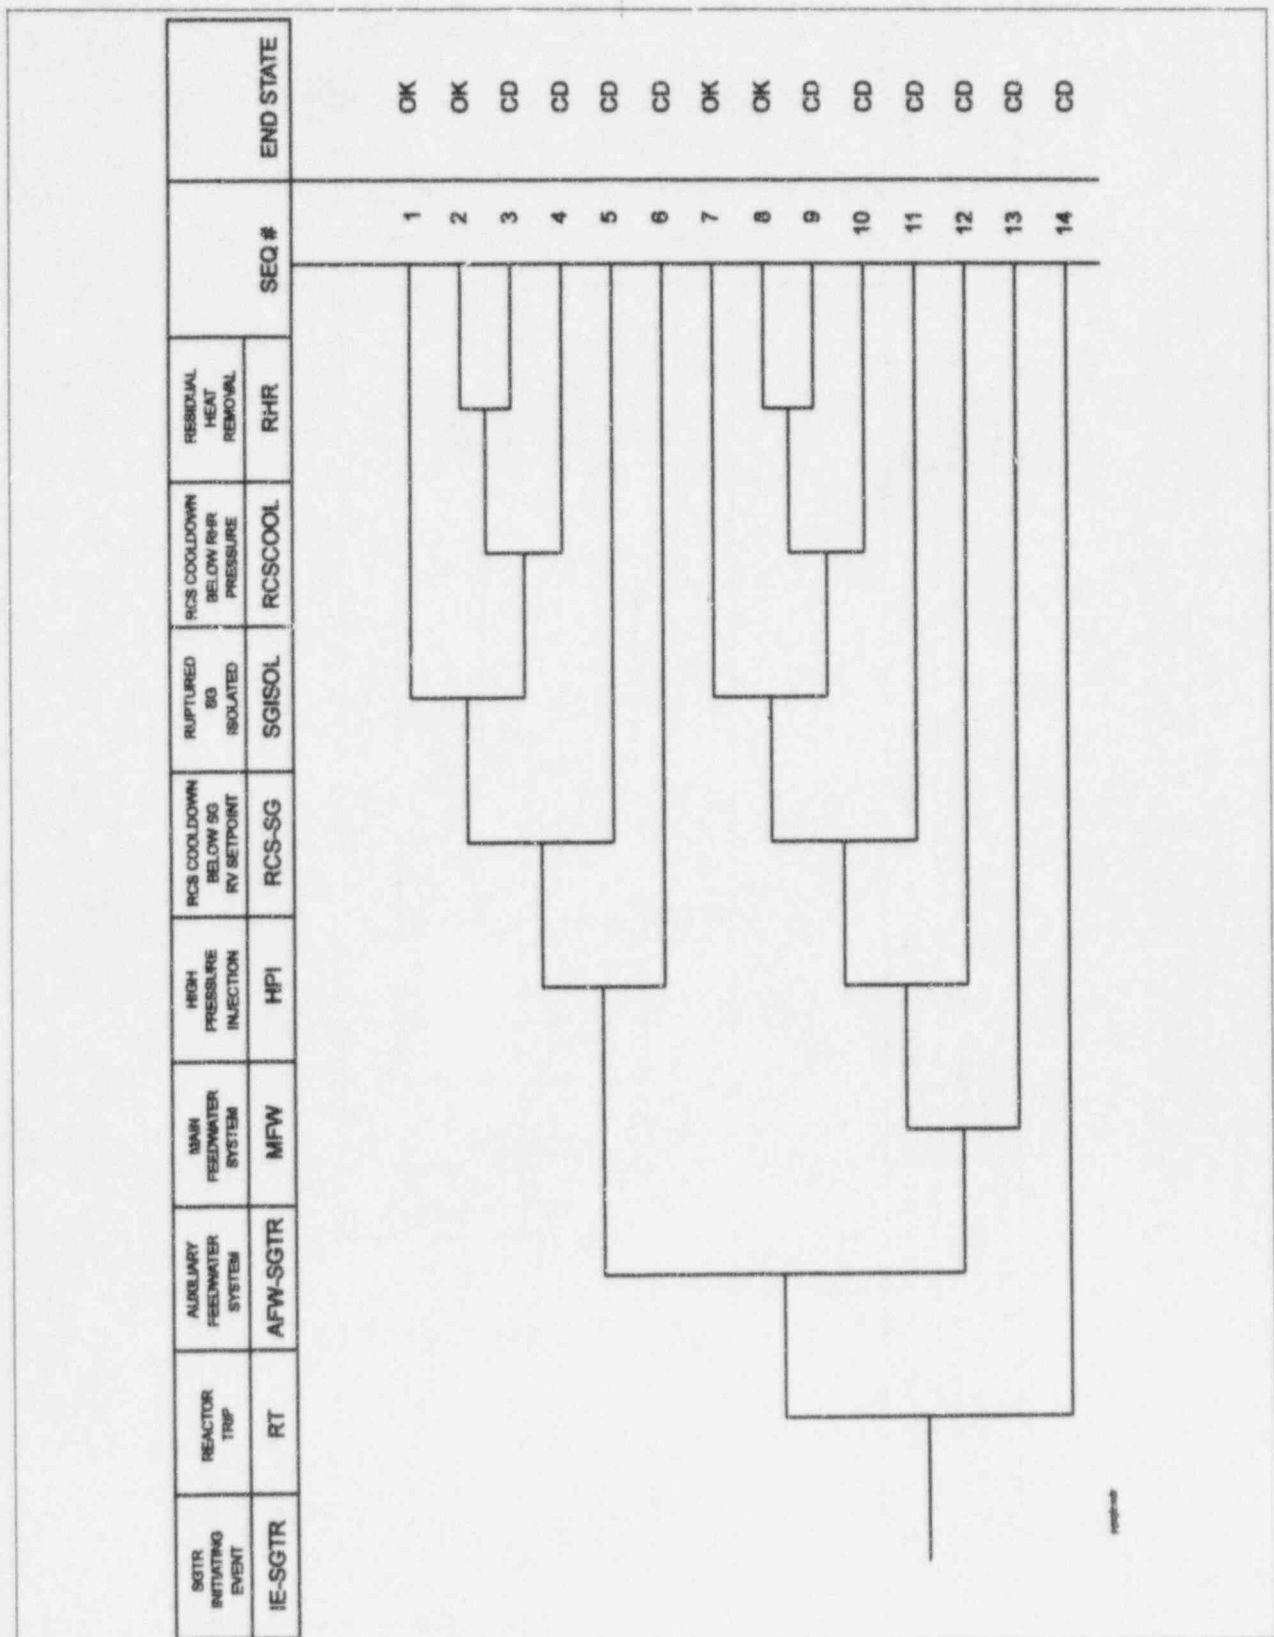 SGTR
INITIATING
EVENT
IE-SGTR
REACTOR
TRIP
RT
AUXILIARY
FEEDWATER
SYSTEM
AFW-SGTR
MAIN
FEEDWATER
SYSTEM
MFW
HIGH
PRESSURE
INJECTION
HPI
RCS COOLDOWN
BELOW SG
RV SETPOINT
RCS-SG
RUPTURED
SG
ISOLATED
SGISOL
RCS COOLDOWN
BELOW RHR
PRESSURE
RCSCOOL
RESIDUAL
HEAT
REMOVAL
RHR
SEQ #
END STATE
1 OK
2 OK
3 CD
4 CD
5 CD
6 CD
7 OK
8 OK
9 CD
10 CD
11 CD
12 CD
13 CD
14 CD